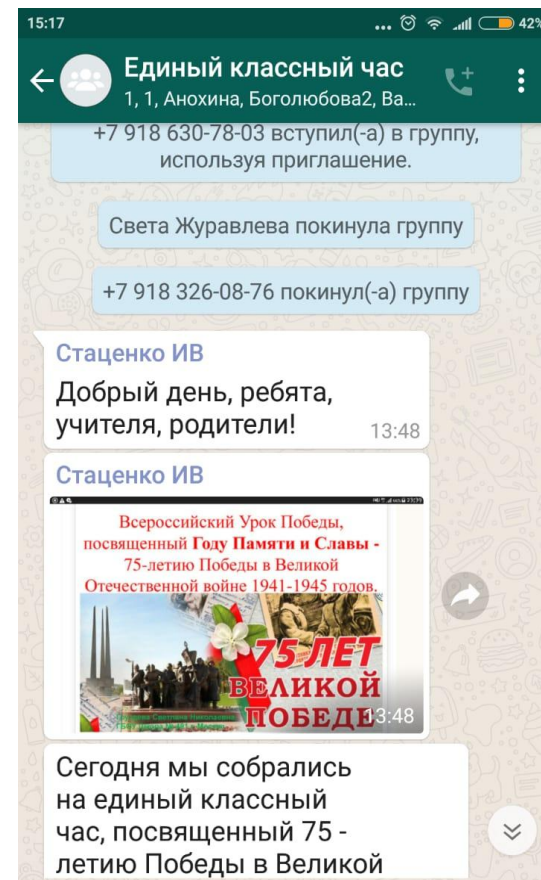 15:17 ... 42%
Единый классный час
1, 1, Анохина, Боголюбова2, Ва...
+7 918 630-78-03 вступил(-а) в группу,
используя приглашение.
Света Журавлева покинула группу
+7 918 326-08-76 покинул(-а) группу
Стаценко ИВ
Добрый день, ребята,
учителя, родители!
13:48
Стаценко ИВ
Всероссийский Урок Победы,
посвященный Году Памяти и Славы -
75-летию Победы в Великой
Отечественной войне 1941-1945 годов.
75 ЛЕТ
ВЕЛИКОЙ
ПОБЕДЕ
13:48
Сегодня мы собрались
на единый классный
час, посвященный 75 -
летию Победы в Великой